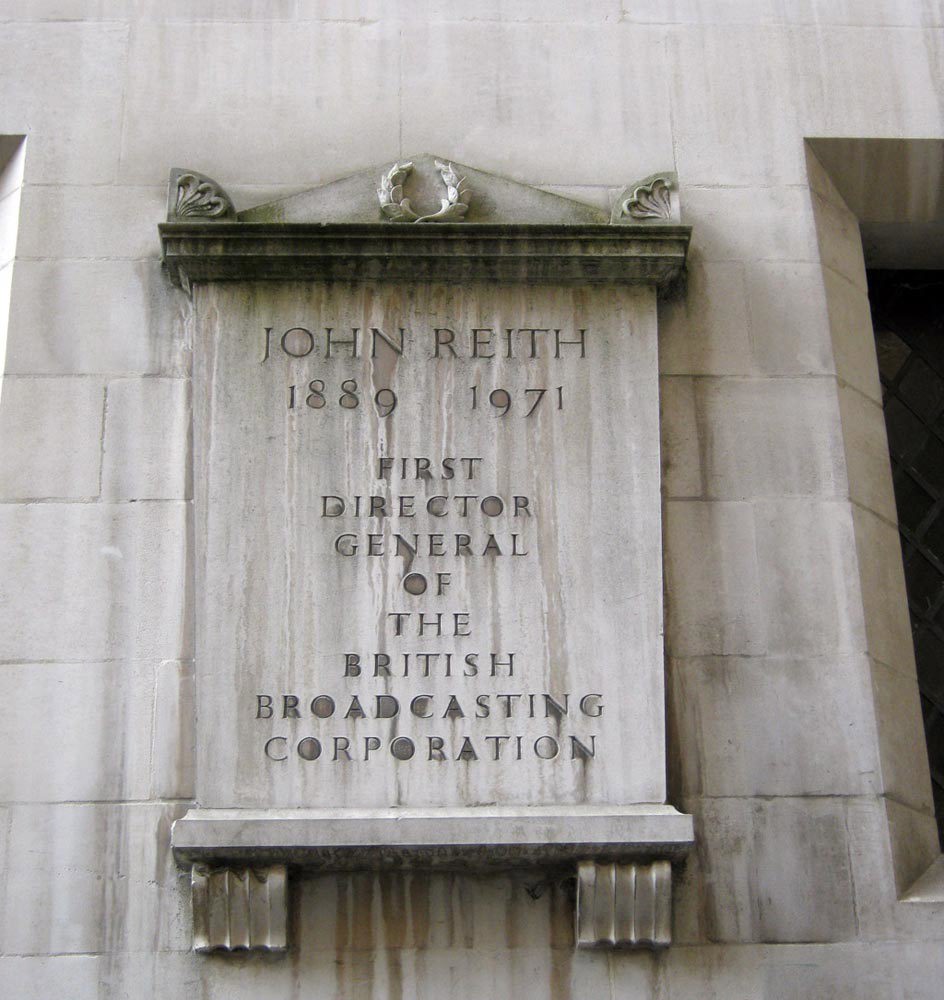 JOHN REITH
1889 1971
FIRST
DIRECTOR
GENERAL
OF
THE
BRITISH
BROADCASTING
CORPORATION